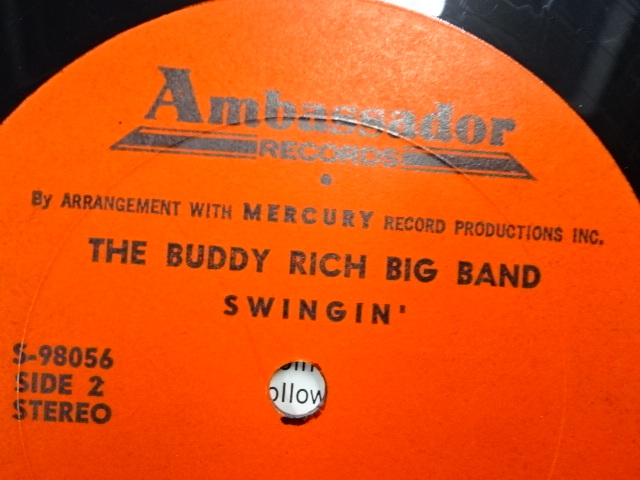 Ambassador
RECORDS
By ARRANGEMENT WITH MERCURY RECORD PRODUCTIONS INC.
THE BUDDY RICH BIG BAND
SWINGIN'
S-98056
SIDE 2
STEREO
ollow